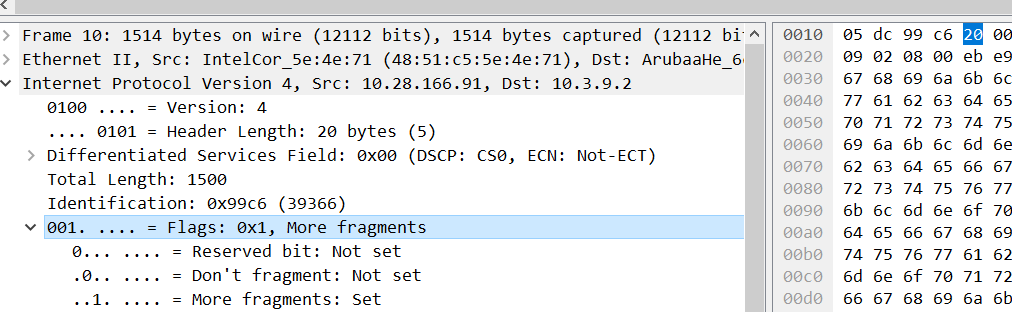 Frame 10: 1514 bytes on wire (12112 bits), 1514 bytes captured (12112 bi
Ethernet II, Src: IntelCor_5e:4e:71 (48:51:c5:5e:4e:71), Dst: ArubaaHe_6
Internet Protocol Version 4, Src: 10.28.166.91, Dst: 10.3.9.2
0100 .... = Version: 4
.... 0101 = Header Length: 20 bytes (5)
Differentiated Services Field: 0x00 (DSCP: CS0, ECN: Not-ECT)
Total Length: 1500
Identification: 0x99c6 (39366)
001. .... = Flags: 0x1, More fragments
0... .... = Reserved bit: Not set
.0.. .... = Don't fragment: Not set
..1. .... = More fragments: Set
0010 05 dc 99 c6 20 00
0020 09 02 08 00 eb e9
0030 67 68 69 6a 6b 6c
0040 77 61 62 63 64 65
0050 70 71 72 73 74 75
0060 69 6a 6b 6c 6d 6e
0070 62 63 64 65 66 67
0080 72 73 74 75 76 77
0090 6b 6c 6d 6e 6f 70
00a0 64 65 66 67 68 69
00b0 74 75 76 77 61 62
00c0 6d 6e 6f 70 71 72
00d0 66 67 68 69 6a 6b